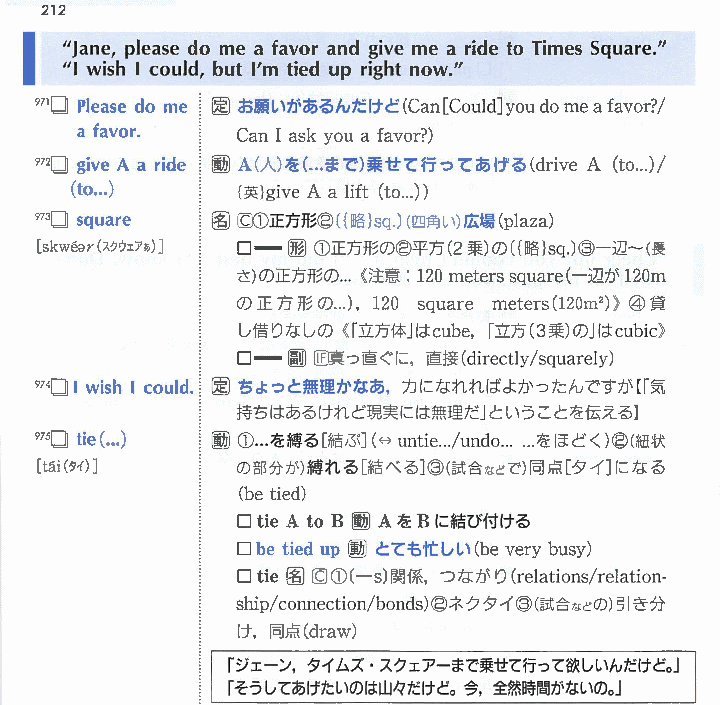 212
“Jane, please do me a favor and give me a ride to Times Square.”
“I wish I could, but I’m tied up right now.”
971□ Please do me a favor.
定 お願いがあるんだけど(Can[Could]you do me a favor?/
Can I ask you a favor?)
972□ give A a ride (to...)
動 A(人)を(...まで)乗せて行ってあげる(drive A (to...)/
{英}give A a lift (to...))
973□ square
[skwéər(スクウェアぁ)]
名 Ⓒ①正方形②({略}sq.)(四角い)広場(plaza)
□━ 形 ①正方形の②平方(2乗)の({略}sq.)③一辺〜(長
さ)の正方形の...《注意：120 meters square(一辺が120m
の正方形の...), 120 square meters(120m²)》④貸
し借りなしの《「立方体」はcube,「立方(3乗)の」はcubic》
□━ 副 IF真っ直ぐに，直接(directly/squarely)
974□ I wish I could.
定 ちょっと無理かなあ，力になれればよかったんですが【「気
持ちはあるけれど現実には無理だ」ということを伝える】
975□ tie(...)
[tái(タイ)]
動 ①...を縛る[結ぶ](↔ untie.../undo... ...をほどく)②(紐状
の部分が)縛れる[結べる]③(試合などで)同点[タイ]になる
(be tied)
□ tie A to B 動 AをBに結び付ける
□ be tied up 動 とても忙しい(be very busy)
□ tie 名 Ⓒ①(—s)関係，つながり(relations/relation-
ship/connection/bonds)②ネクタイ③(試合などの)引き分
け，同点(draw)
「ジェーン，タイムズ・スクェアーまで乗せて行って欲しいんだけど。」
「そうしてあげたいのは山々だけど。今，全然時間がないの。」